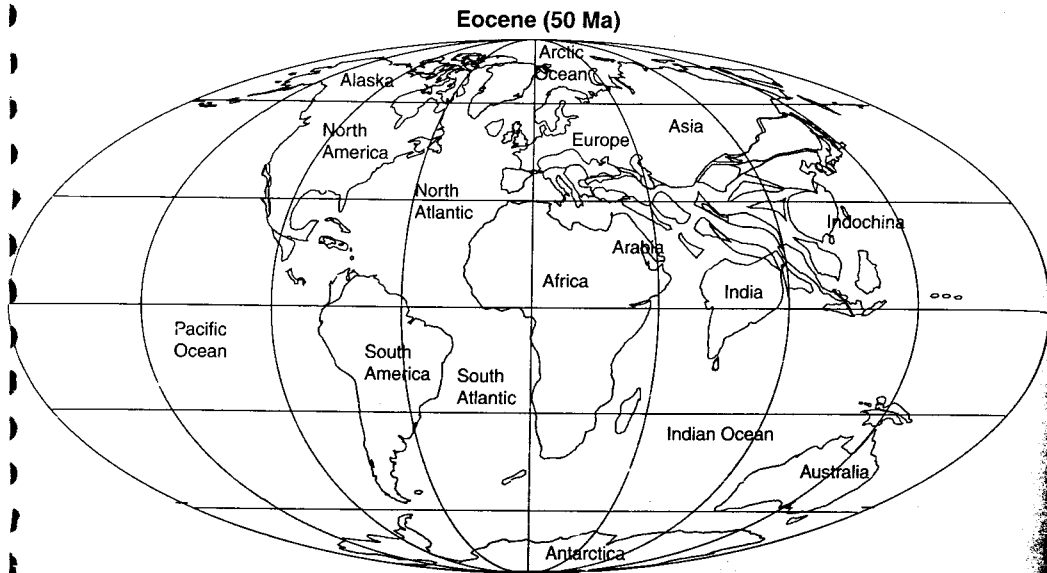 Eocene (50 Ma)
Arctic
Ocean
Alaska
North
America
Europe
Asia
North
Atlantic
Indochina
Arabia
Africa
India
Pacific
Ocean
South
America
South
Atlantic
Indian Ocean
Australia
Antarctica